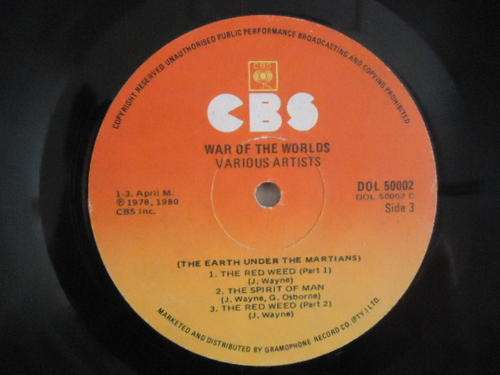 COPYRIGHT RESERVED·UNAUTHORISED PUBLIC PERFORMANCE BROADCASTING AND COPYING PROHIBITED
CBS
CBS
WAR OF THE WORLDS
VARIOUS ARTISTS
1-3. April M.
℗ 1978, 1980
CBS Inc.
DOL 50002
DOL 50002 C
Side 3
(THE EARTH UNDER THE MARTIANS)
1. THE RED WEED (Part 1)
(J. Wayne)
2. THE SPIRIT OF MAN
(J. Wayne, G. Osborne)
3. THE RED WEED (Part 2)
(J. Wayne)
MARKETED AND DISTRIBUTED BY GRAMOPHONE RECORD CO. (PTY.) LTD.